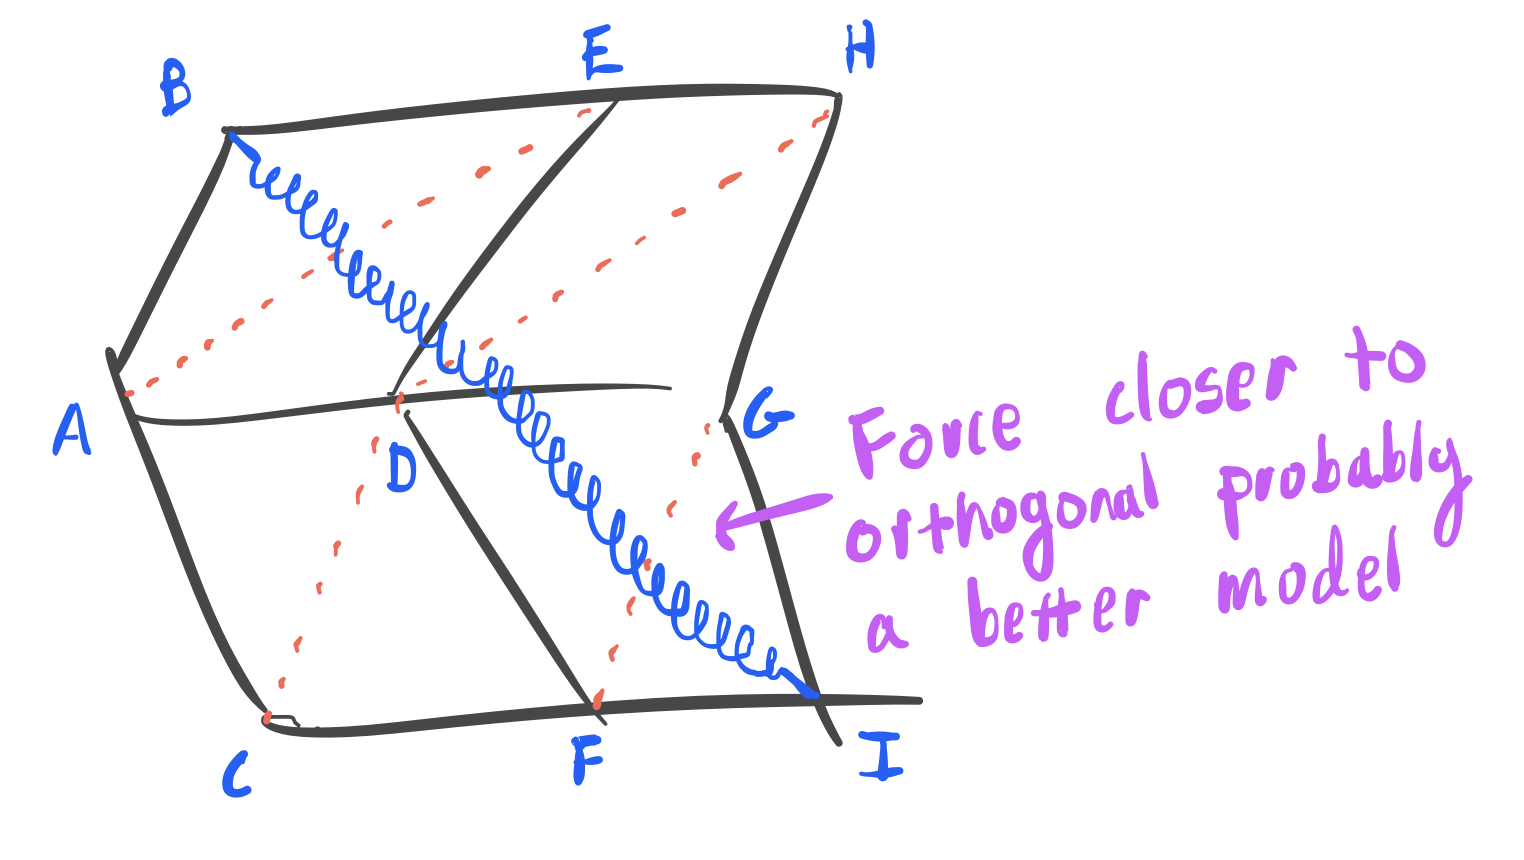 B
E
H
A
D
G
C
F
I
Force closer to
orthogonal probably
a better model